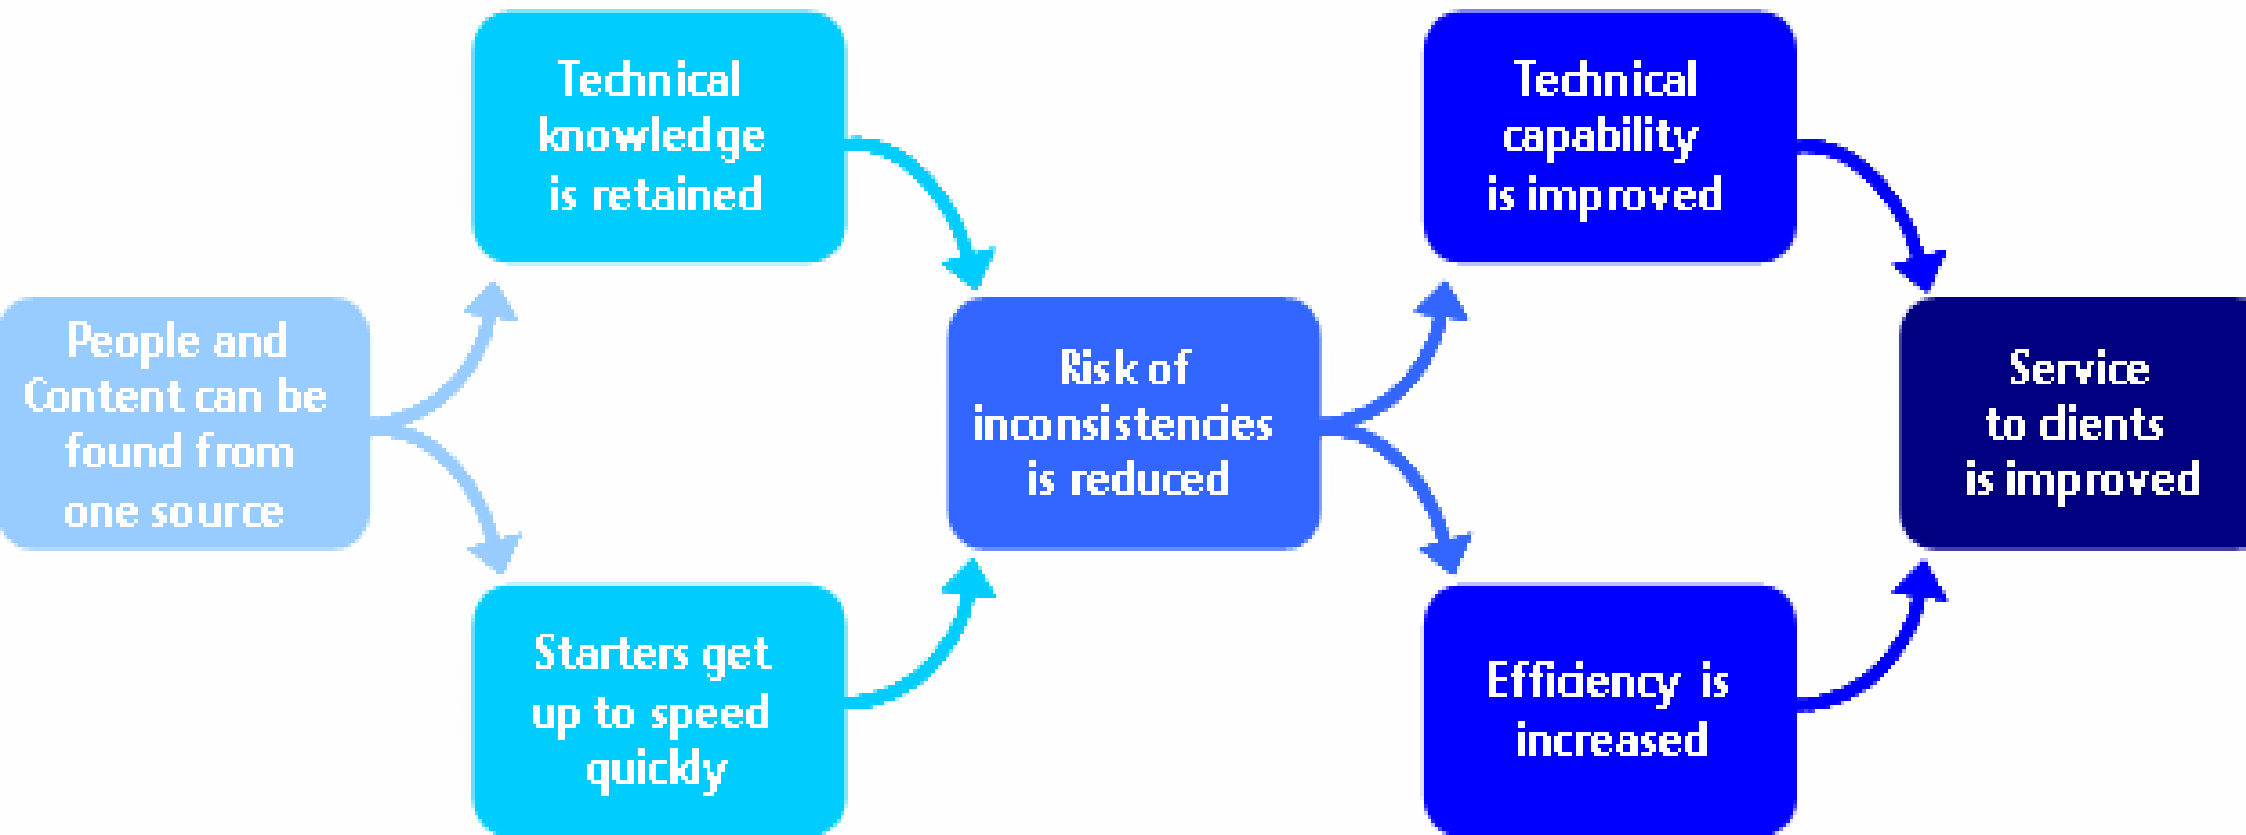 People and
Content can be
found from
one source
Technical
knowledge
is retained
Starters get
up to speed
quickly
Risk of
inconsistencies
is reduced
Technical
capability
is improved
Efficiency is
increased
Service
to clients
is improved